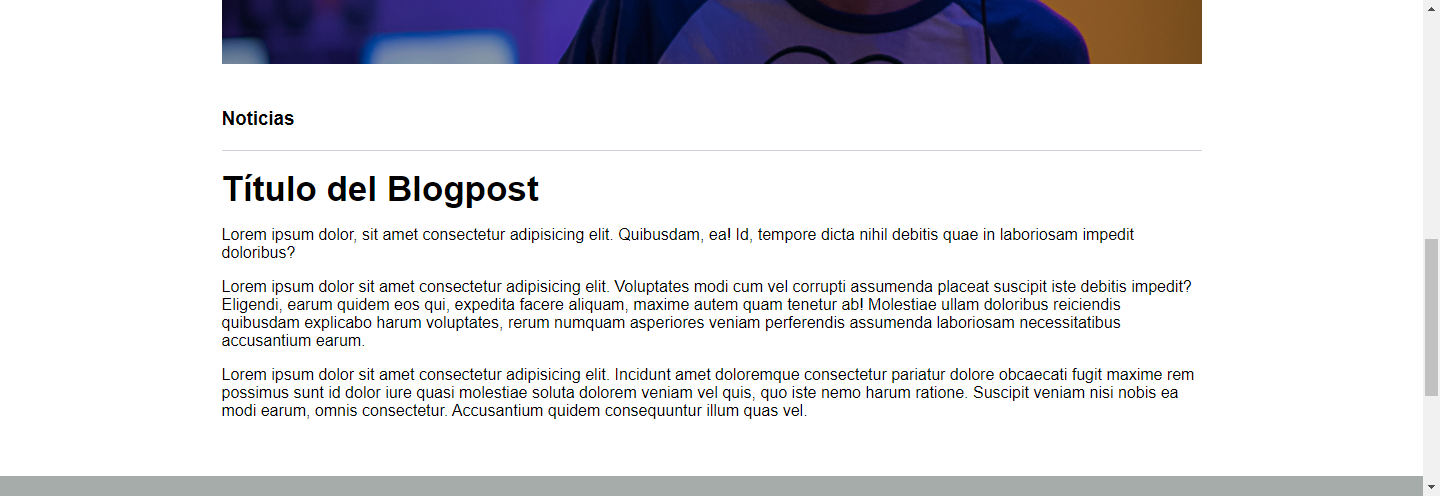 Noticias
Título del Blogpost
Lorem ipsum dolor, sit amet consectetur adipisicing elit. Quibusdam, ea! Id, tempore dicta nihil debitis quae in laboriosam impedit
doloribus?
Lorem ipsum dolor sit amet consectetur adipisicing elit. Voluptates modi cum vel corrupti assumenda placeat suscipit iste debitis impedit?
Eligendi, earum quidem eos qui, expedita facere aliquam, maxime autem quam tenetur ab! Molestiae ullam doloribus reiciendis
quibusdam explicabo harum voluptates, rerum numquam asperiores veniam perferendis assumenda laboriosam necessitatibus
accusantium earum.
Lorem ipsum dolor sit amet consectetur adipisicing elit. Incidunt amet doloremque consectetur pariatur dolore obcaecati fugit maxime rem
possimus sunt id dolor iure quasi molestiae soluta dolorem veniam vel quis, quo iste nemo harum ratione. Suscipit veniam nisi nobis ea
modi earum, omnis consectetur. Accusantium quidem consequuntur illum quas vel.